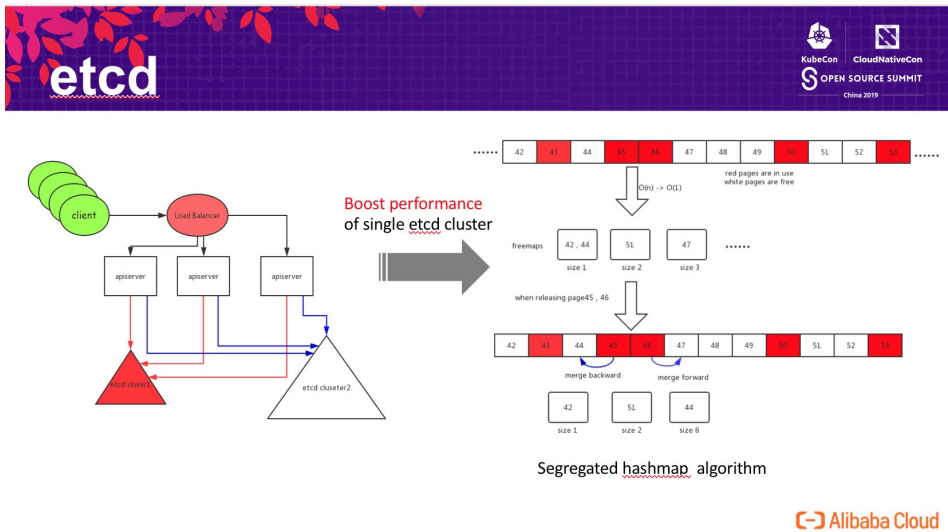 etcd
KubeCon
CloudNativeCon
OPEN SOURCE SUMMIT
China 2019
client
Load Balancer
apiserver
apiserver
apiserver
etcd cluser1
etcd cluseter2
Boost performance
of single etcd cluster
...... 42 43 44 45 46 47 48 49 50 51 52 53 ......
red pages are in use
white pages are free
O(n) -> O(1)
freemaps
42 , 44
51
47
......
size 1
size 2
size 3
when releasing page45 , 46
42 43 44 45 46 47 48 49 50 51 52 53
merge backward
merge forward
42
51
44
size 1
size 2
size 6
Segregated hashmap algorithm
Alibaba Cloud